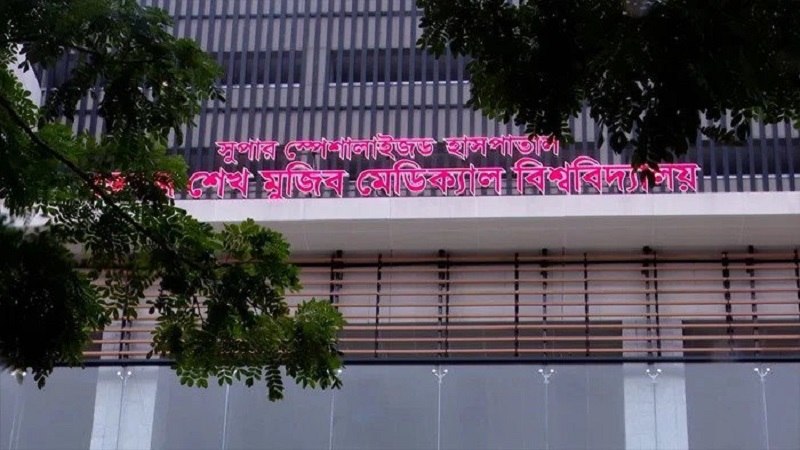 সুপার স্পেশালাইজড হাসপাতাল
শেখ মুজিব মেডিক্যাল বিশ্ববিদ্যালয়